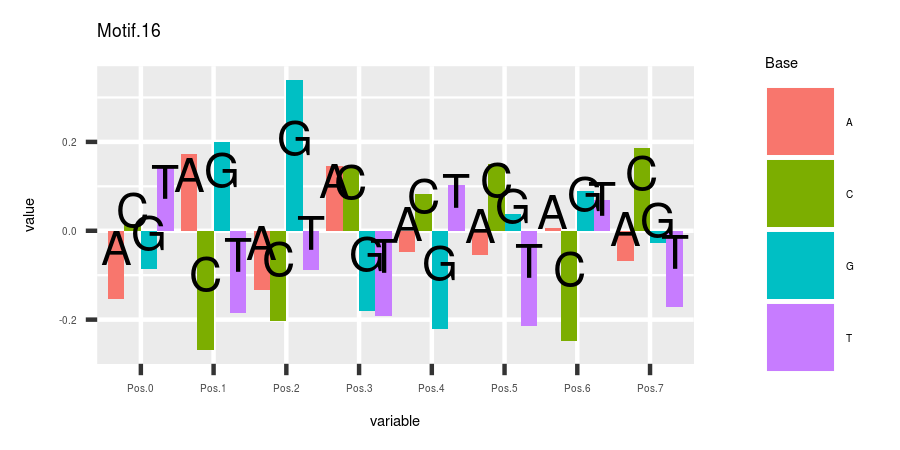 Motif.16
value
0.2
0.0
-0.2
A C G T A C G T A C G T A C G T A C G T A C G T A C G T A C G T
Pos.0 Pos.1 Pos.2 Pos.3 Pos.4 Pos.5 Pos.6 Pos.7
variable
Base
A
C
G
T